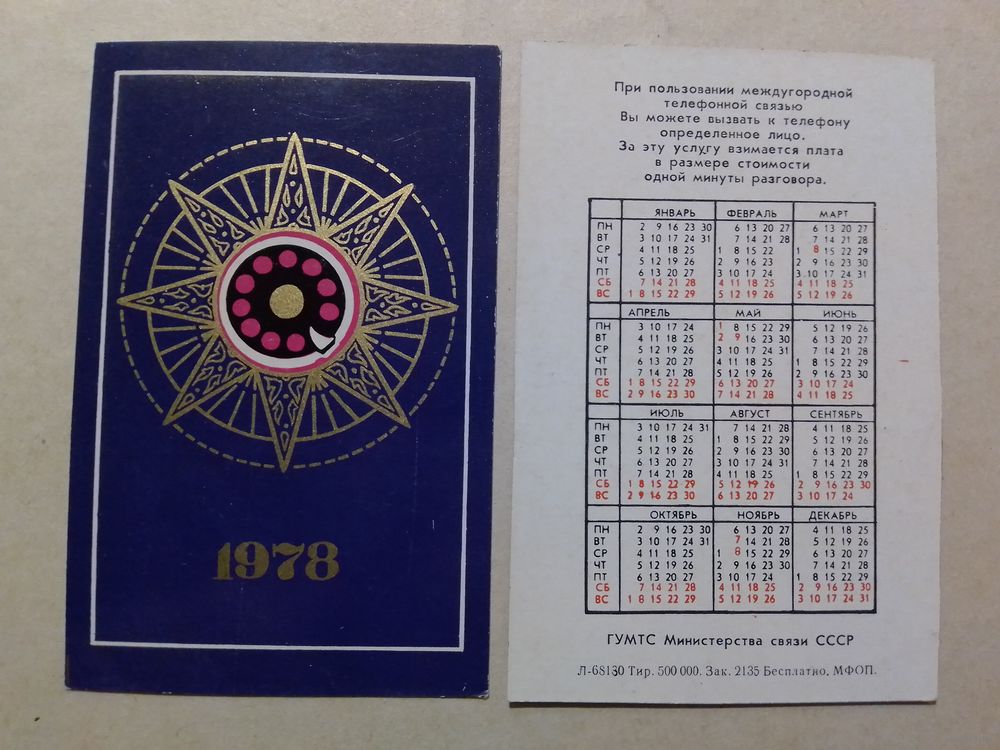 1978
При пользовании междугородной
телефонной связью
Вы можете вызвать к телефону
определенное лицо.
За эту услугу взимается плата
в размере стоимости
одной минуты разговора.
ЯНВАРЬ ФЕВРАЛЬ МАРТ
ПН 2 9 16 23 30 6 13 20 27 6 13 20 27
ВТ 3 10 17 24 31 7 14 21 28 7 14 21 28
СР 4 11 18 25 1 8 15 22 1 8 15 22 29
ЧТ 5 12 19 26 2 9 16 23 2 9 16 23 30
ПТ 6 13 20 27 3 10 17 24 3 10 17 24 31
СБ 7 14 21 28 4 11 18 25 4 11 18 25
ВС 1 8 15 22 29 5 12 19 26 5 12 19 26
АПРЕЛЬ МАЙ ИЮНЬ
ПН 3 10 17 24 1 8 15 22 29 5 12 19 26
ВТ 4 11 18 25 2 9 16 23 30 6 13 20 27
СР 5 12 19 26 3 10 17 24 31 7 14 21 28
ЧТ 6 13 20 27 4 11 18 25 1 8 15 22 29
ПТ 7 14 21 28 5 12 19 26 2 9 16 23 30
СБ 1 8 15 22 29 6 13 20 27 3 10 17 24
ВС 2 9 16 23 30 7 14 21 28 4 11 18 25
ИЮЛЬ АВГУСТ СЕНТЯБРЬ
ПН 3 10 17 24 31 7 14 21 28 4 11 18 25
ВТ 4 11 18 25 1 8 15 22 29 5 12 19 26
СР 5 12 19 26 2 9 16 23 30 6 13 20 27
ЧТ 6 13 20 27 3 10 17 24 31 7 14 21 28
ПТ 7 14 21 28 4 11 18 25 1 8 15 22 29
СБ 1 8 15 22 29 5 12 19 26 2 9 16 23 30
ВС 2 9 16 23 30 6 13 20 27 3 10 17 24
ОКТЯБРЬ НОЯБРЬ ДЕКАБРЬ
ПН 2 9 16 23 30 6 13 20 27 4 11 18 25
ВТ 3 10 17 24 31 7 14 21 28 5 12 19 26
СР 4 11 18 25 1 8 15 22 29 6 13 20 27
ЧТ 5 12 19 26 2 9 16 23 30 7 14 21 28
ПТ 6 13 20 27 3 10 17 24 1 8 15 22 29
СБ 7 14 21 28 4 11 18 25 2 9 16 23 30
ВС 1 8 15 22 29 5 12 19 26 3 10 17 24 31
ГУМТС Министерства связи СССР
Л-68130 Тир. 500 000. Зак. 2135 Бесплатно. МФОП.